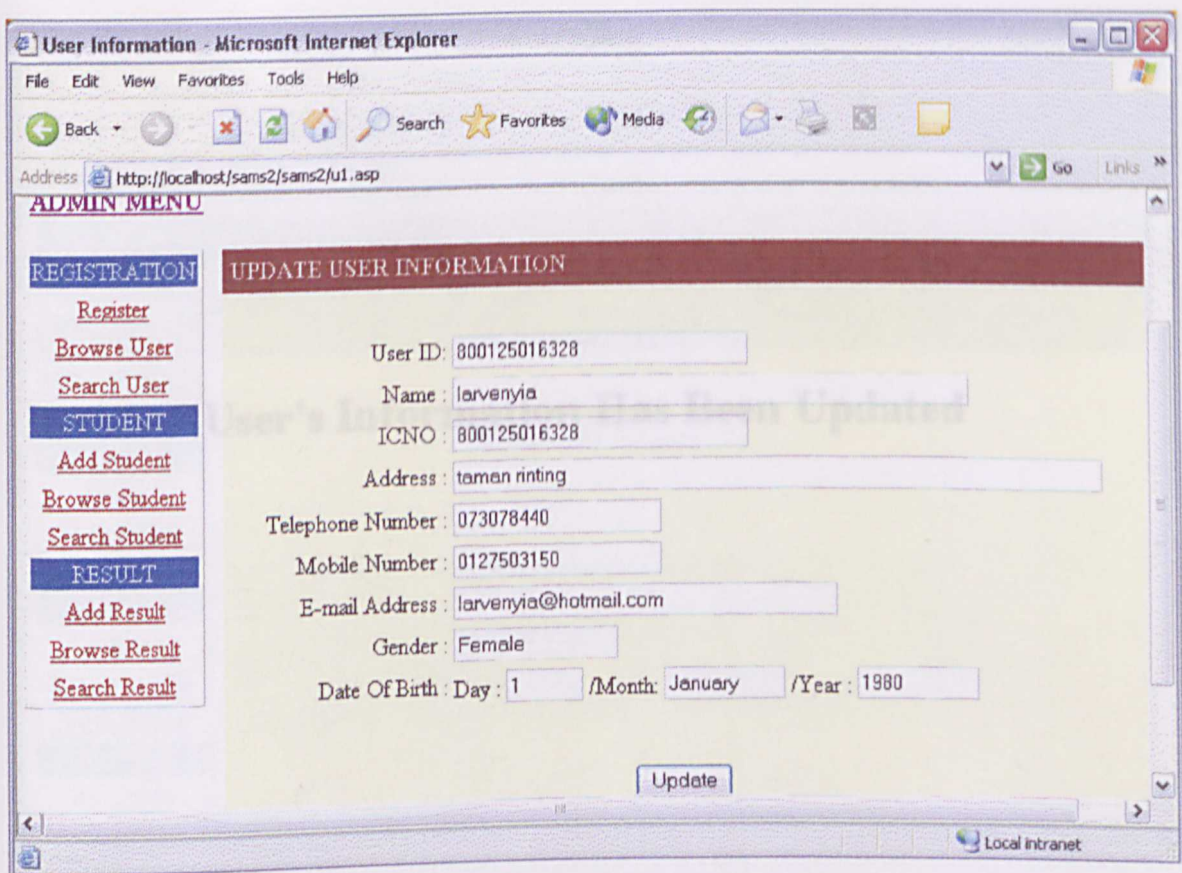 User Information - Microsoft Internet Explorer
File Edit View Favorites Tools Help
Back Search Favorites Media
Address http://localhost/sams2/sams2/u1.asp Go Links »
ADMIN MENU
REGISTRATION
Register
Browse User
Search User
STUDENT
Add Student
Browse Student
Search Student
RESULT
Add Result
Browse Result
Search Result
UPDATE USER INFORMATION
User ID: 800125016328
Name : larvenyia
ICNO : 800125016328
Address : taman rinting
Telephone Number : 073078440
Mobile Number : 0127503150
E-mail Address : larvenyia@hotmail.com
Gender : Female
Date Of Birth : Day : 1 /Month: January /Year : 1980
Update
User's Information Has Been Updated
Local intranet